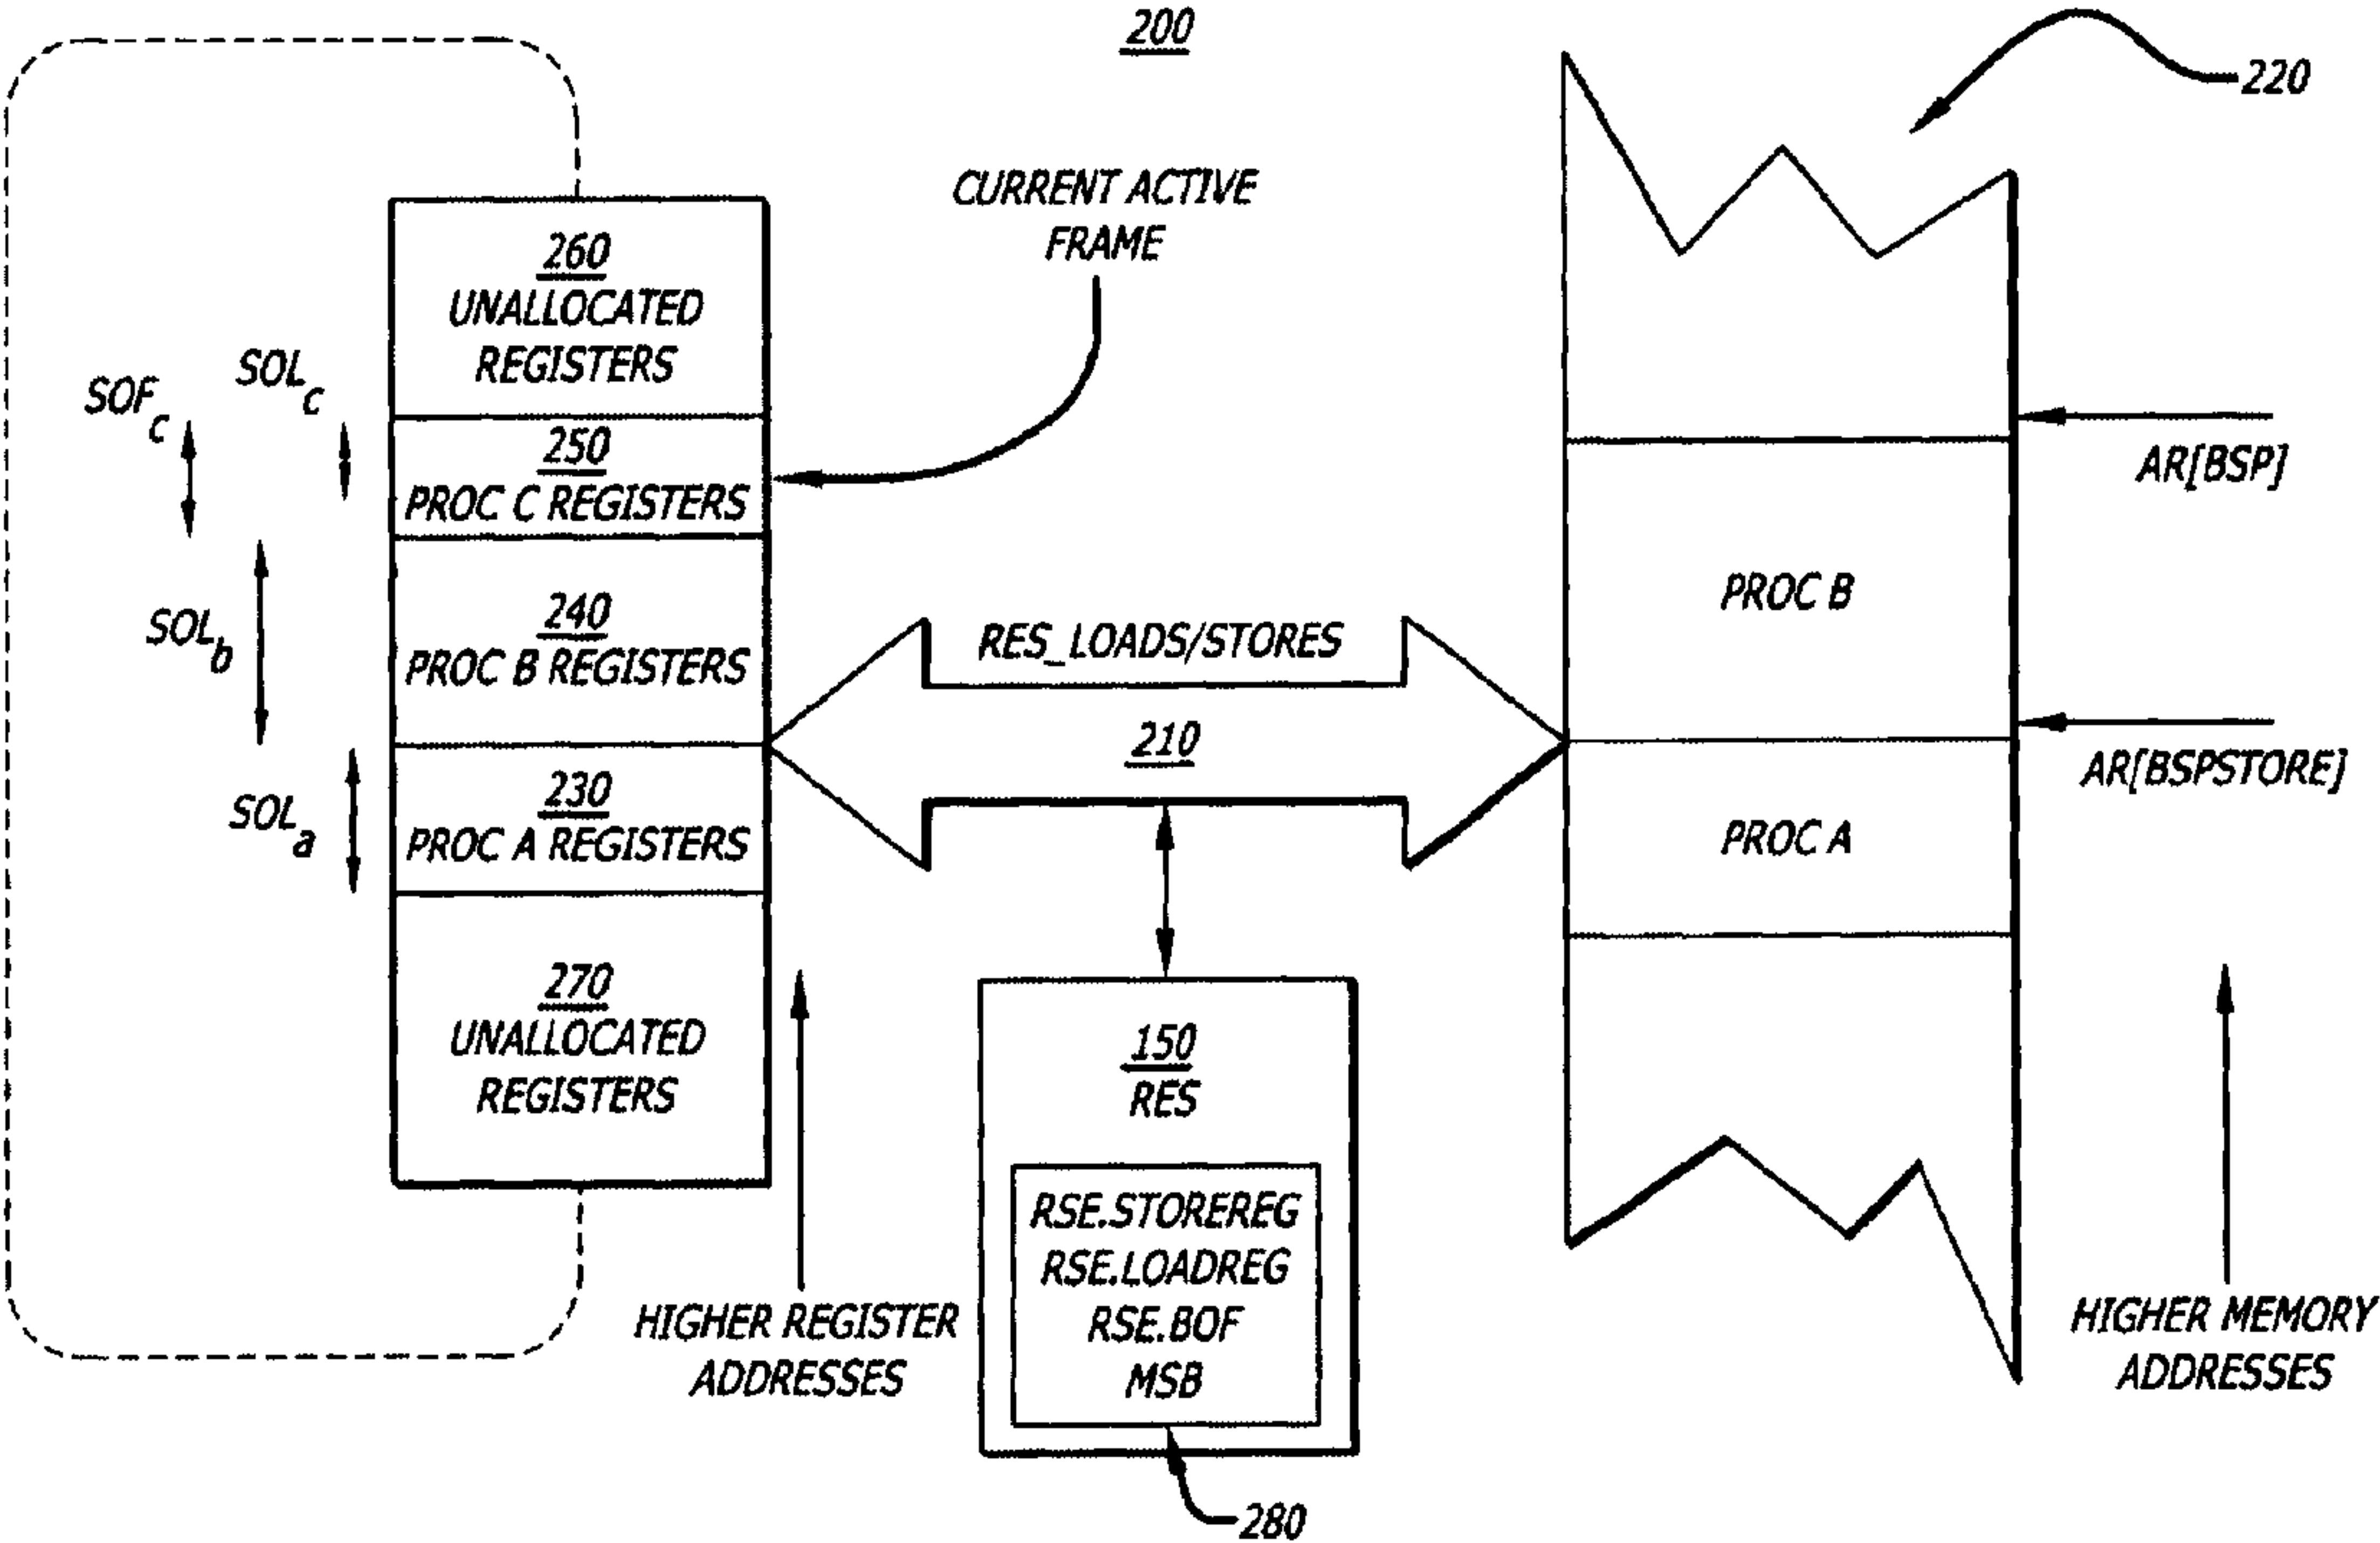 200
220
CURRENT ACTIVE
FRAME
260
UNALLOCATED
REGISTERS
SOL c
SOF c
250
PROC C REGISTERS
AR[BSP]
240
PROC B REGISTERS
SOL b
RES_LOADS/STORES
PROC B
210
230
PROC A REGISTERS
SOL a
AR[BSPSTORE]
PROC A
270
UNALLOCATED
REGISTERS
150
RES
RSE.STOREREG
RSE.LOADREG
RSE.BOF
MSB
HIGHER REGISTER
ADDRESSES
HIGHER MEMORY
ADDRESSES
280